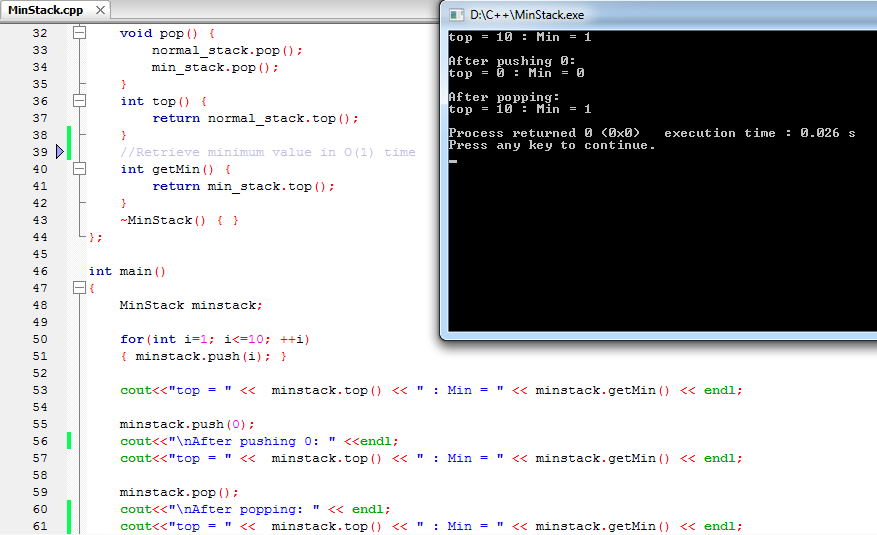 MinStack.cpp
32 void pop() {
33 normal_stack.pop();
34 min_stack.pop();
35 }
36 int top() {
37 return normal_stack.top();
38 }
39 //Retrieve minimum value in O(1) time
40 int getMin() {
41 return min_stack.top();
42 }
43 ~MinStack() { }
44 };
45
46 int main()
47 {
48 MinStack minstack;
49
50 for(int i=1; i<=10; ++i)
51 { minstack.push(i); }
52
53 cout<<"top = " << minstack.top() << " : Min = " << minstack.getMin() << endl;
54
55 minstack.push(0);
56 cout<<"\nAfter pushing 0: " <<endl;
57 cout<<"top = " << minstack.top() << " : Min = " << minstack.getMin() << endl;
58
59 minstack.pop();
60 cout<<"\nAfter popping: " << endl;
61 cout<<"top = " << minstack.top() << " : Min = " << minstack.getMin() << endl;
D:\C++\MinStack.exe
top = 10 : Min = 1
After pushing 0:
top = 0 : Min = 0
After popping:
top = 10 : Min = 1
Process returned 0 (0x0) execution time : 0.026 s
Press any key to continue.